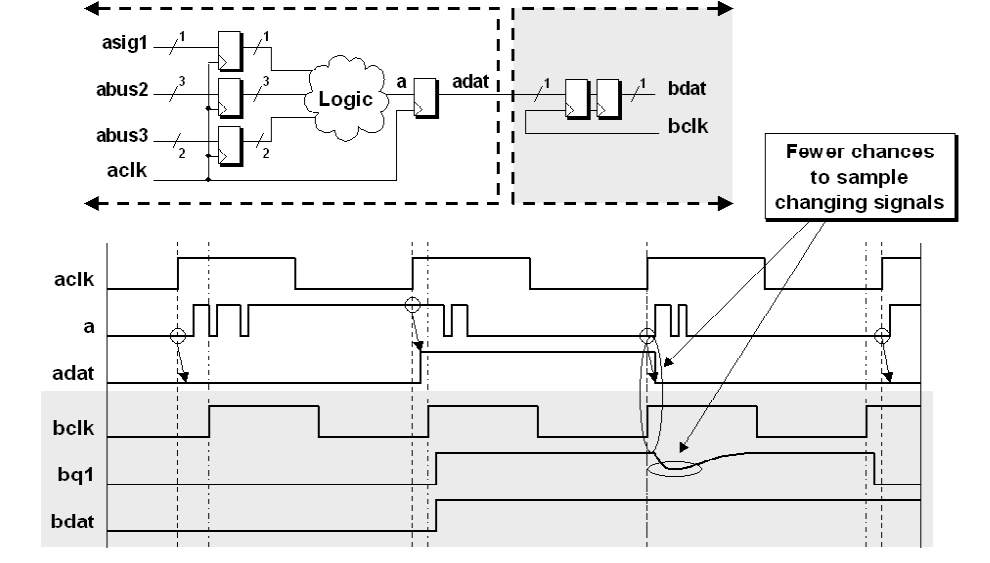 asig1
1
1
abus2
3
3
abus3
2
2
aclk
Logic
a
adat
1
1
bdat
bclk
Fewer chances
to sample
changing signals
aclk
a
adat
bclk
bq1
bdat